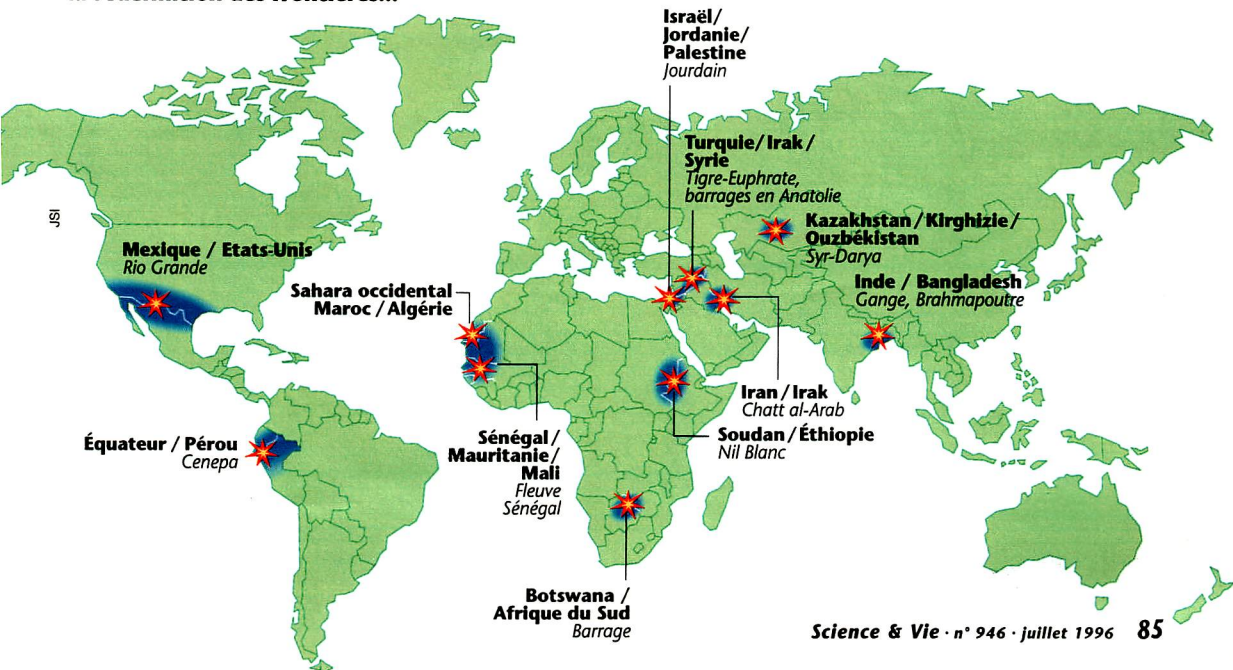 Israël/
Jordanie/
Palestine
Jourdain
Turquie/Irak/
Syrie
Tigre-Euphrate,
barrages en Anatolie
JSI
Kazakhstan/Kirghizie/
Ouzbékistan
Syr-Darya
Mexique / Etats-Unis
Rio Grande
Inde / Bangladesh
Gange, Brahmapoutre
Sahara occidental
Maroc / Algérie
Iran/Irak
Chatt al-Arab
Soudan/Éthiopie
Nil Blanc
Équateur / Pérou
Cenepa
Sénégal/
Mauritanie/
Mali
Fleuve
Sénégal
Botswana /
Afrique du Sud
Barrage
Science & Vie · n° 946 · juillet 1996 85